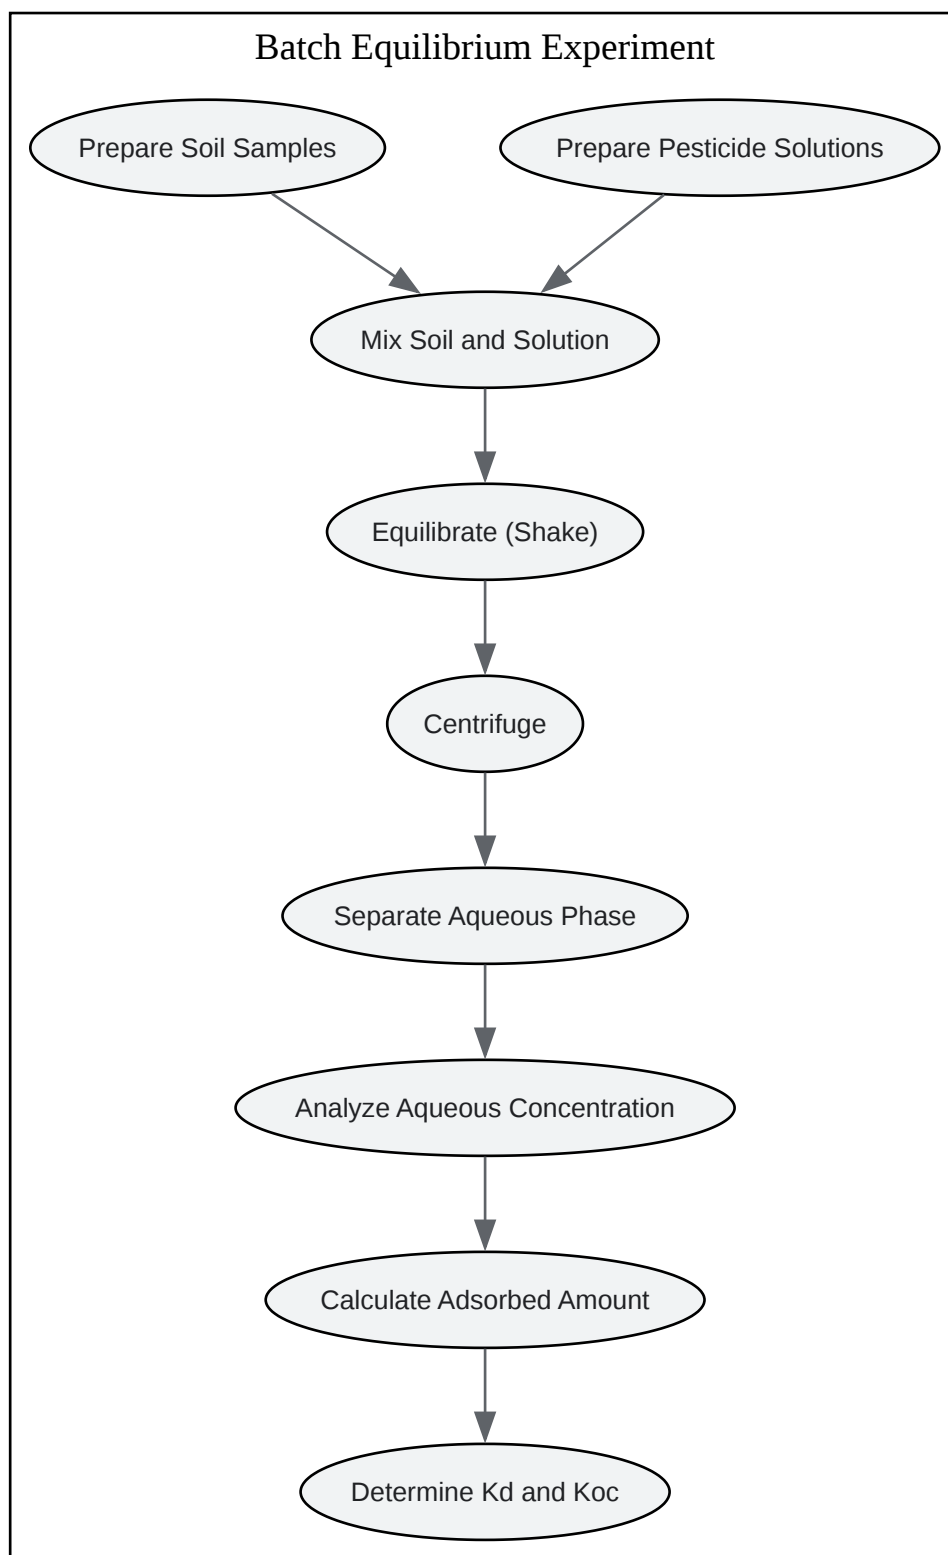 Batch Equilibrium Experiment
Prepare Soil Samples
Prepare Pesticide Solutions
Mix Soil and Solution
Equilibrate (Shake)
Centrifuge
Separate Aqueous Phase
Analyze Aqueous Concentration
Calculate Adsorbed Amount
Determine Kd and Koc